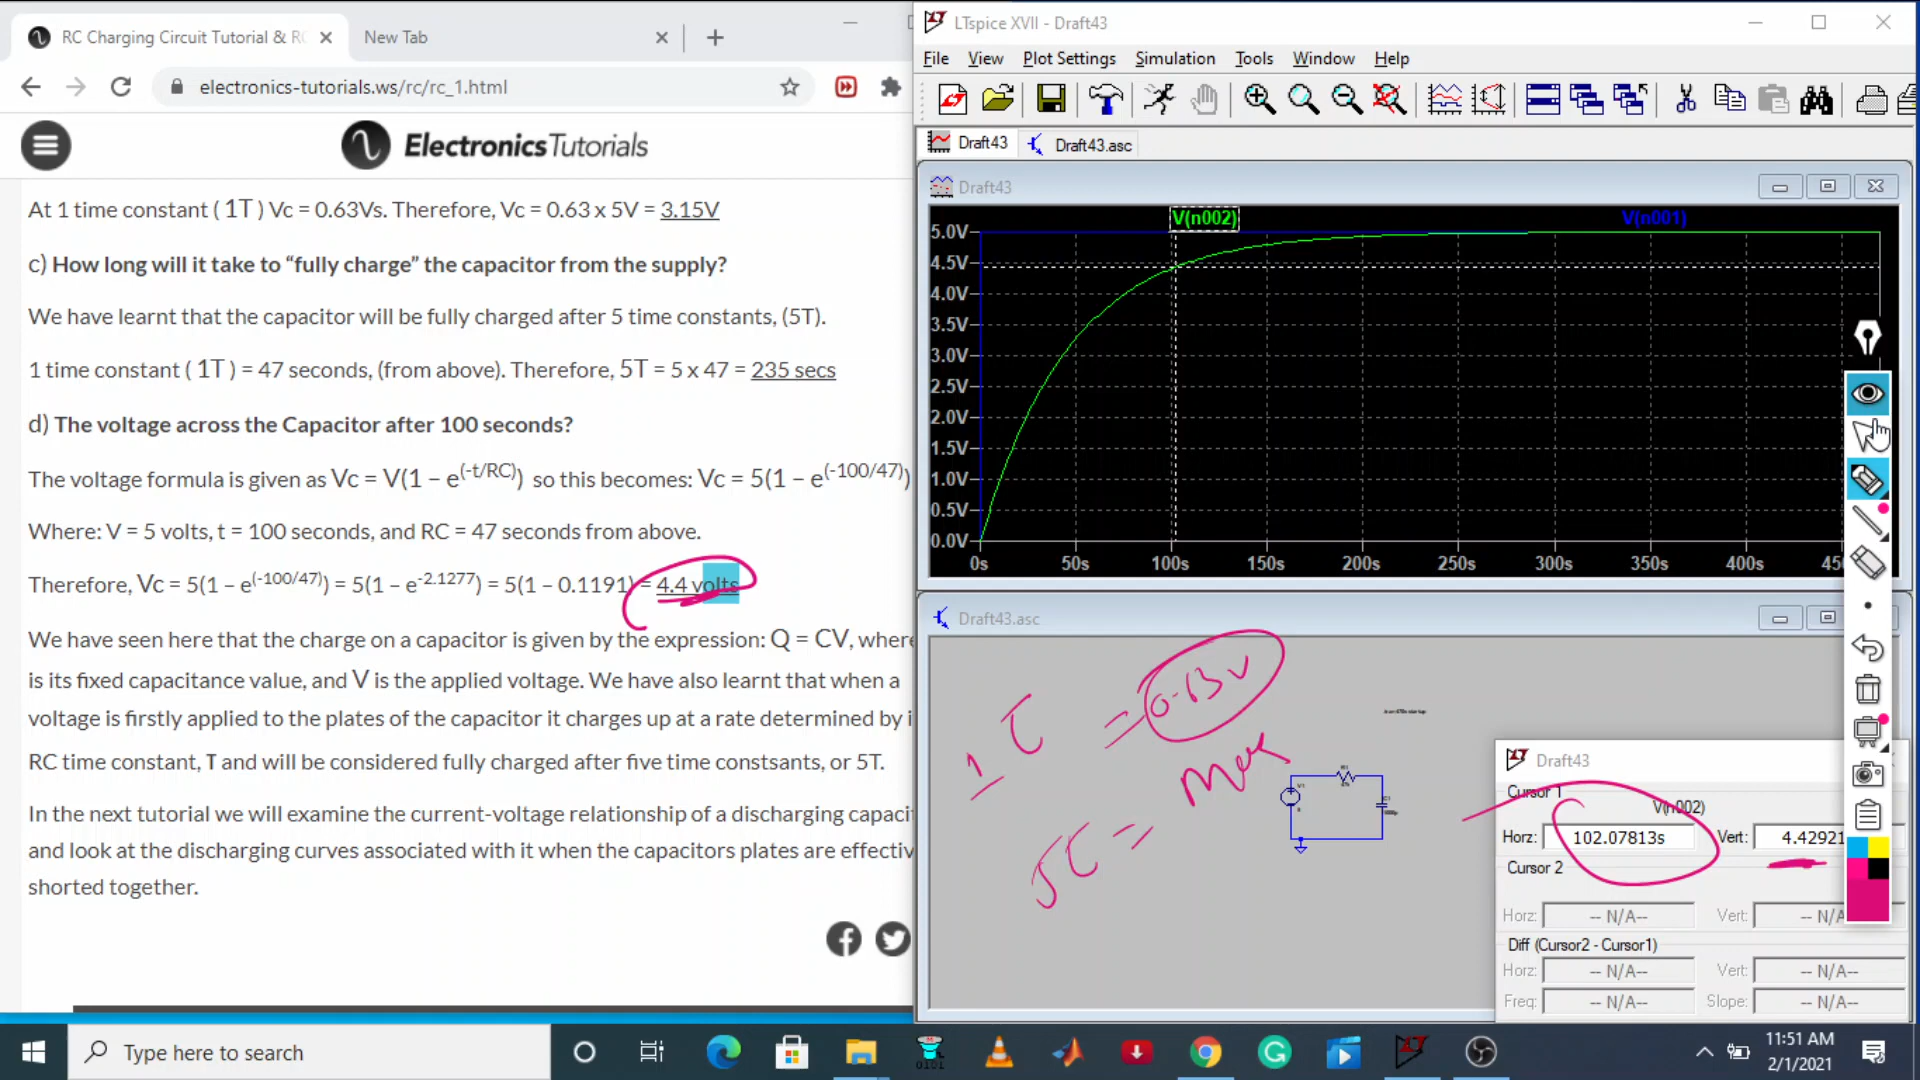 RC Charging Circuit Tutorial & RC
New Tab
electronics-tutorials.ws/rc/rc_1.html
ElectronicsTutorials
At 1 time constant ( 1T ) Vc = 0.63Vs. Therefore, Vc = 0.63 x 5V = 3.15V
c) How long will it take to “fully charge” the capacitor from the supply?
We have learnt that the capacitor will be fully charged after 5 time constants, (5T).
1 time constant ( 1T ) = 47 seconds, (from above). Therefore, 5T = 5 x 47 = 235 secs
d) The voltage across the Capacitor after 100 seconds?
The voltage formula is given as Vc = V(1 – e(-t/RC)) so this becomes: Vc = 5(1 – e(-100/47))
Where: V = 5 volts, t = 100 seconds, and RC = 47 seconds from above.
Therefore, Vc = 5(1 – e(-100/47)) = 5(1 – e-2.1277) = 5(1 – 0.1191) = 4.4 volts
We have seen here that the charge on a capacitor is given by the expression: Q = CV, where
is its fixed capacitance value, and V is the applied voltage. We have also learnt that when a
voltage is firstly applied to the plates of the capacitor it charges up at a rate determined by i
RC time constant, T and will be considered fully charged after five time constsants, or 5T.
In the next tutorial we will examine the current-voltage relationship of a discharging capacit
and look at the discharging curves associated with it when the capacitors plates are effectiv
shorted together.
LTspice XVII - Draft43
File View Plot Settings Simulation Tools Window Help
Draft43 Draft43.asc
Draft43
V(n002) V(n001)
5.0V
4.5V
4.0V
3.5V
3.0V
2.5V
2.0V
1.5V
1.0V
0.5V
0.0V
0s 50s 100s 150s 200s 250s 300s 350s 400s 45
Draft43.asc
1 τ = 0.63v
5τ = Max
Draft43
Cursor 1
V(n002)
Horz: 102.07813s Vert: 4.42921
Cursor 2
Horz: -- N/A-- Vert: -- N/A
Diff (Cursor2 - Cursor1)
Horz: -- N/A-- Vert: -- N/A--
Freq: -- N/A-- Slope: -- N/A--
Type here to search
11:51 AM
2/1/2021